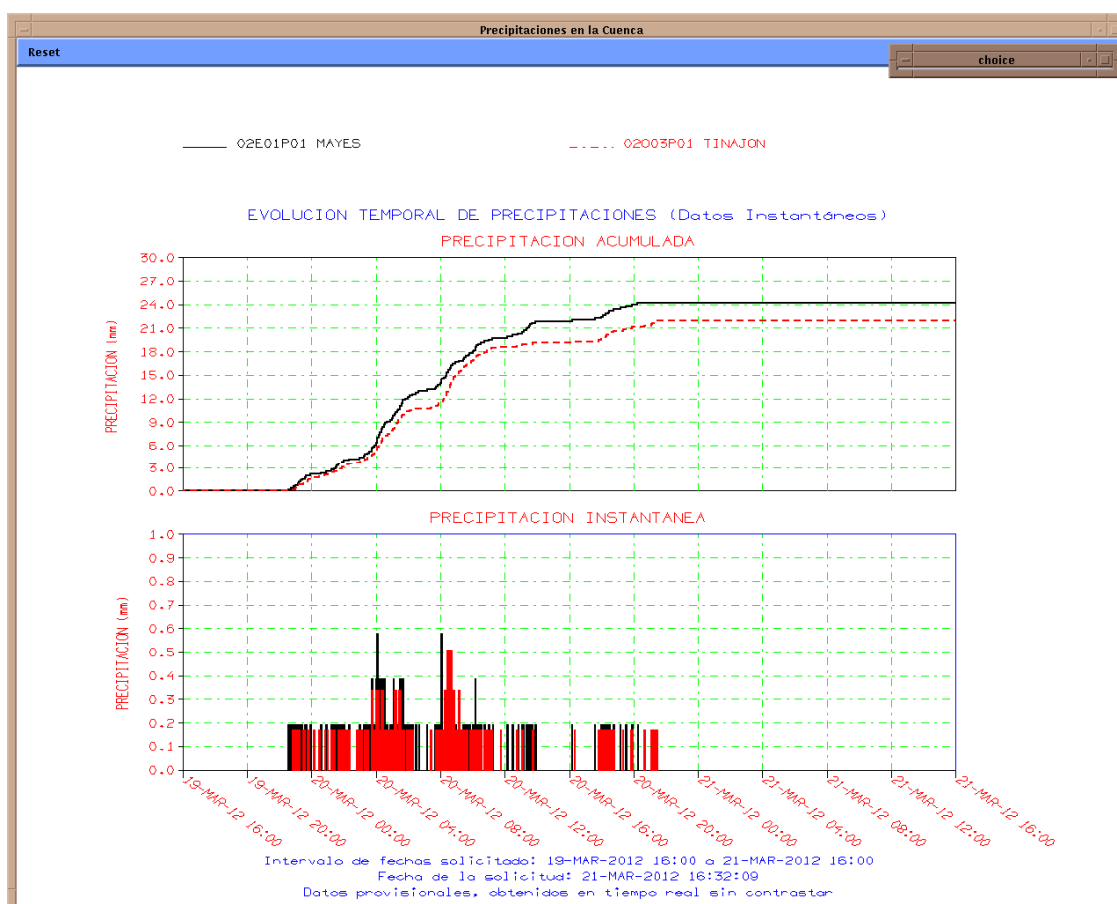 Precipitaciones en la Cuenca
Reset
choice
02E01P01 MAYES
02O03P01 TINAJON
EVOLUCION TEMPORAL DE PRECIPITACIONES (Datos Instantáneos)
PRECIPITACION ACUMULADA
PRECIPITACION (mm)
30.0
27.0
24.0
21.0
18.0
15.0
12.0
9.0
6.0
3.0
0.0
PRECIPITACION INSTANTANEA
PRECIPITACION (mm)
1.0
0.9
0.8
0.7
0.6
0.5
0.4
0.3
0.2
0.1
0.0
19-MAR-12 16:00
19-MAR-12 20:00
20-MAR-12 00:00
20-MAR-12 04:00
20-MAR-12 08:00
20-MAR-12 12:00
20-MAR-12 16:00
20-MAR-12 20:00
21-MAR-12 00:00
21-MAR-12 04:00
21-MAR-12 08:00
21-MAR-12 12:00
21-MAR-12 16:00
Intervalo de fechas solicitado: 19-MAR-2012 16:00 a 21-MAR-2012 16:00
Fecha de la solicitud: 21-MAR-2012 16:32:09
Datos provisionales, obtenidos en tiempo real sin contrastar